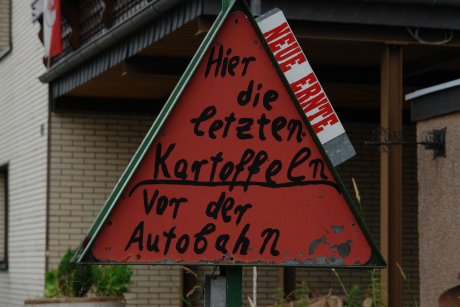 Hier
die
letzten
Kartoffeln
Vor der
Autobahn
NEUE ERNTE